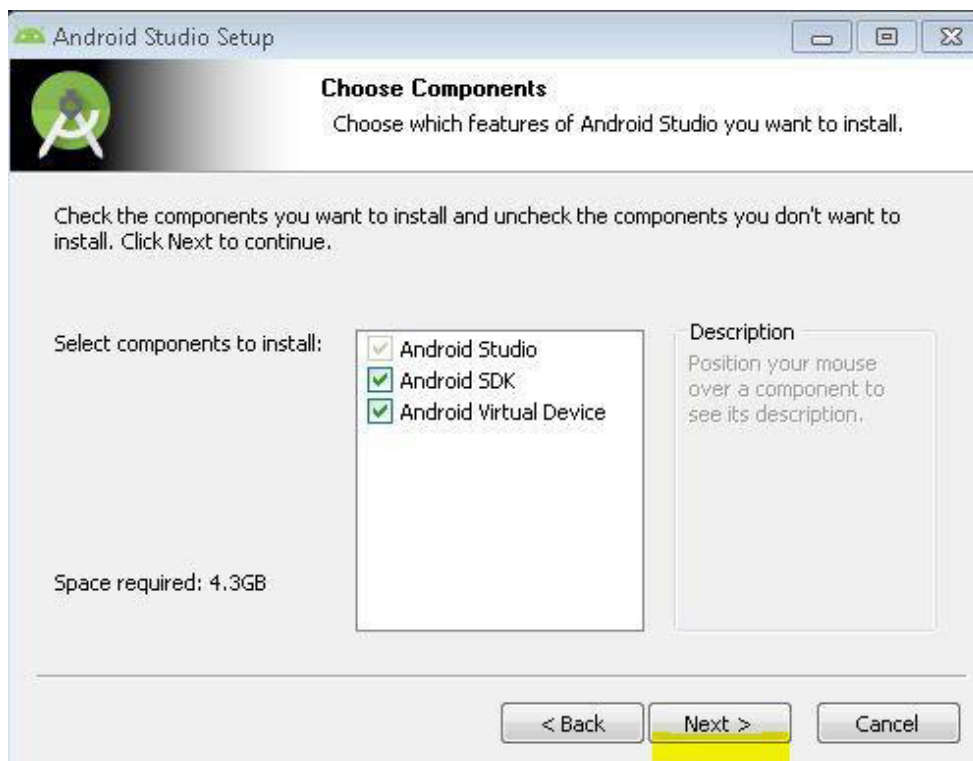 Android Studio Setup
Choose Components
Choose which features of Android Studio you want to install.
Check the components you want to install and uncheck the components you don't want to
install. Click Next to continue.
Select components to install:
Android Studio
Android SDK
Android Virtual Device
Description
Position your mouse
over a component to
see its description.
Space required: 4.3GB
< Back
Next >
Cancel